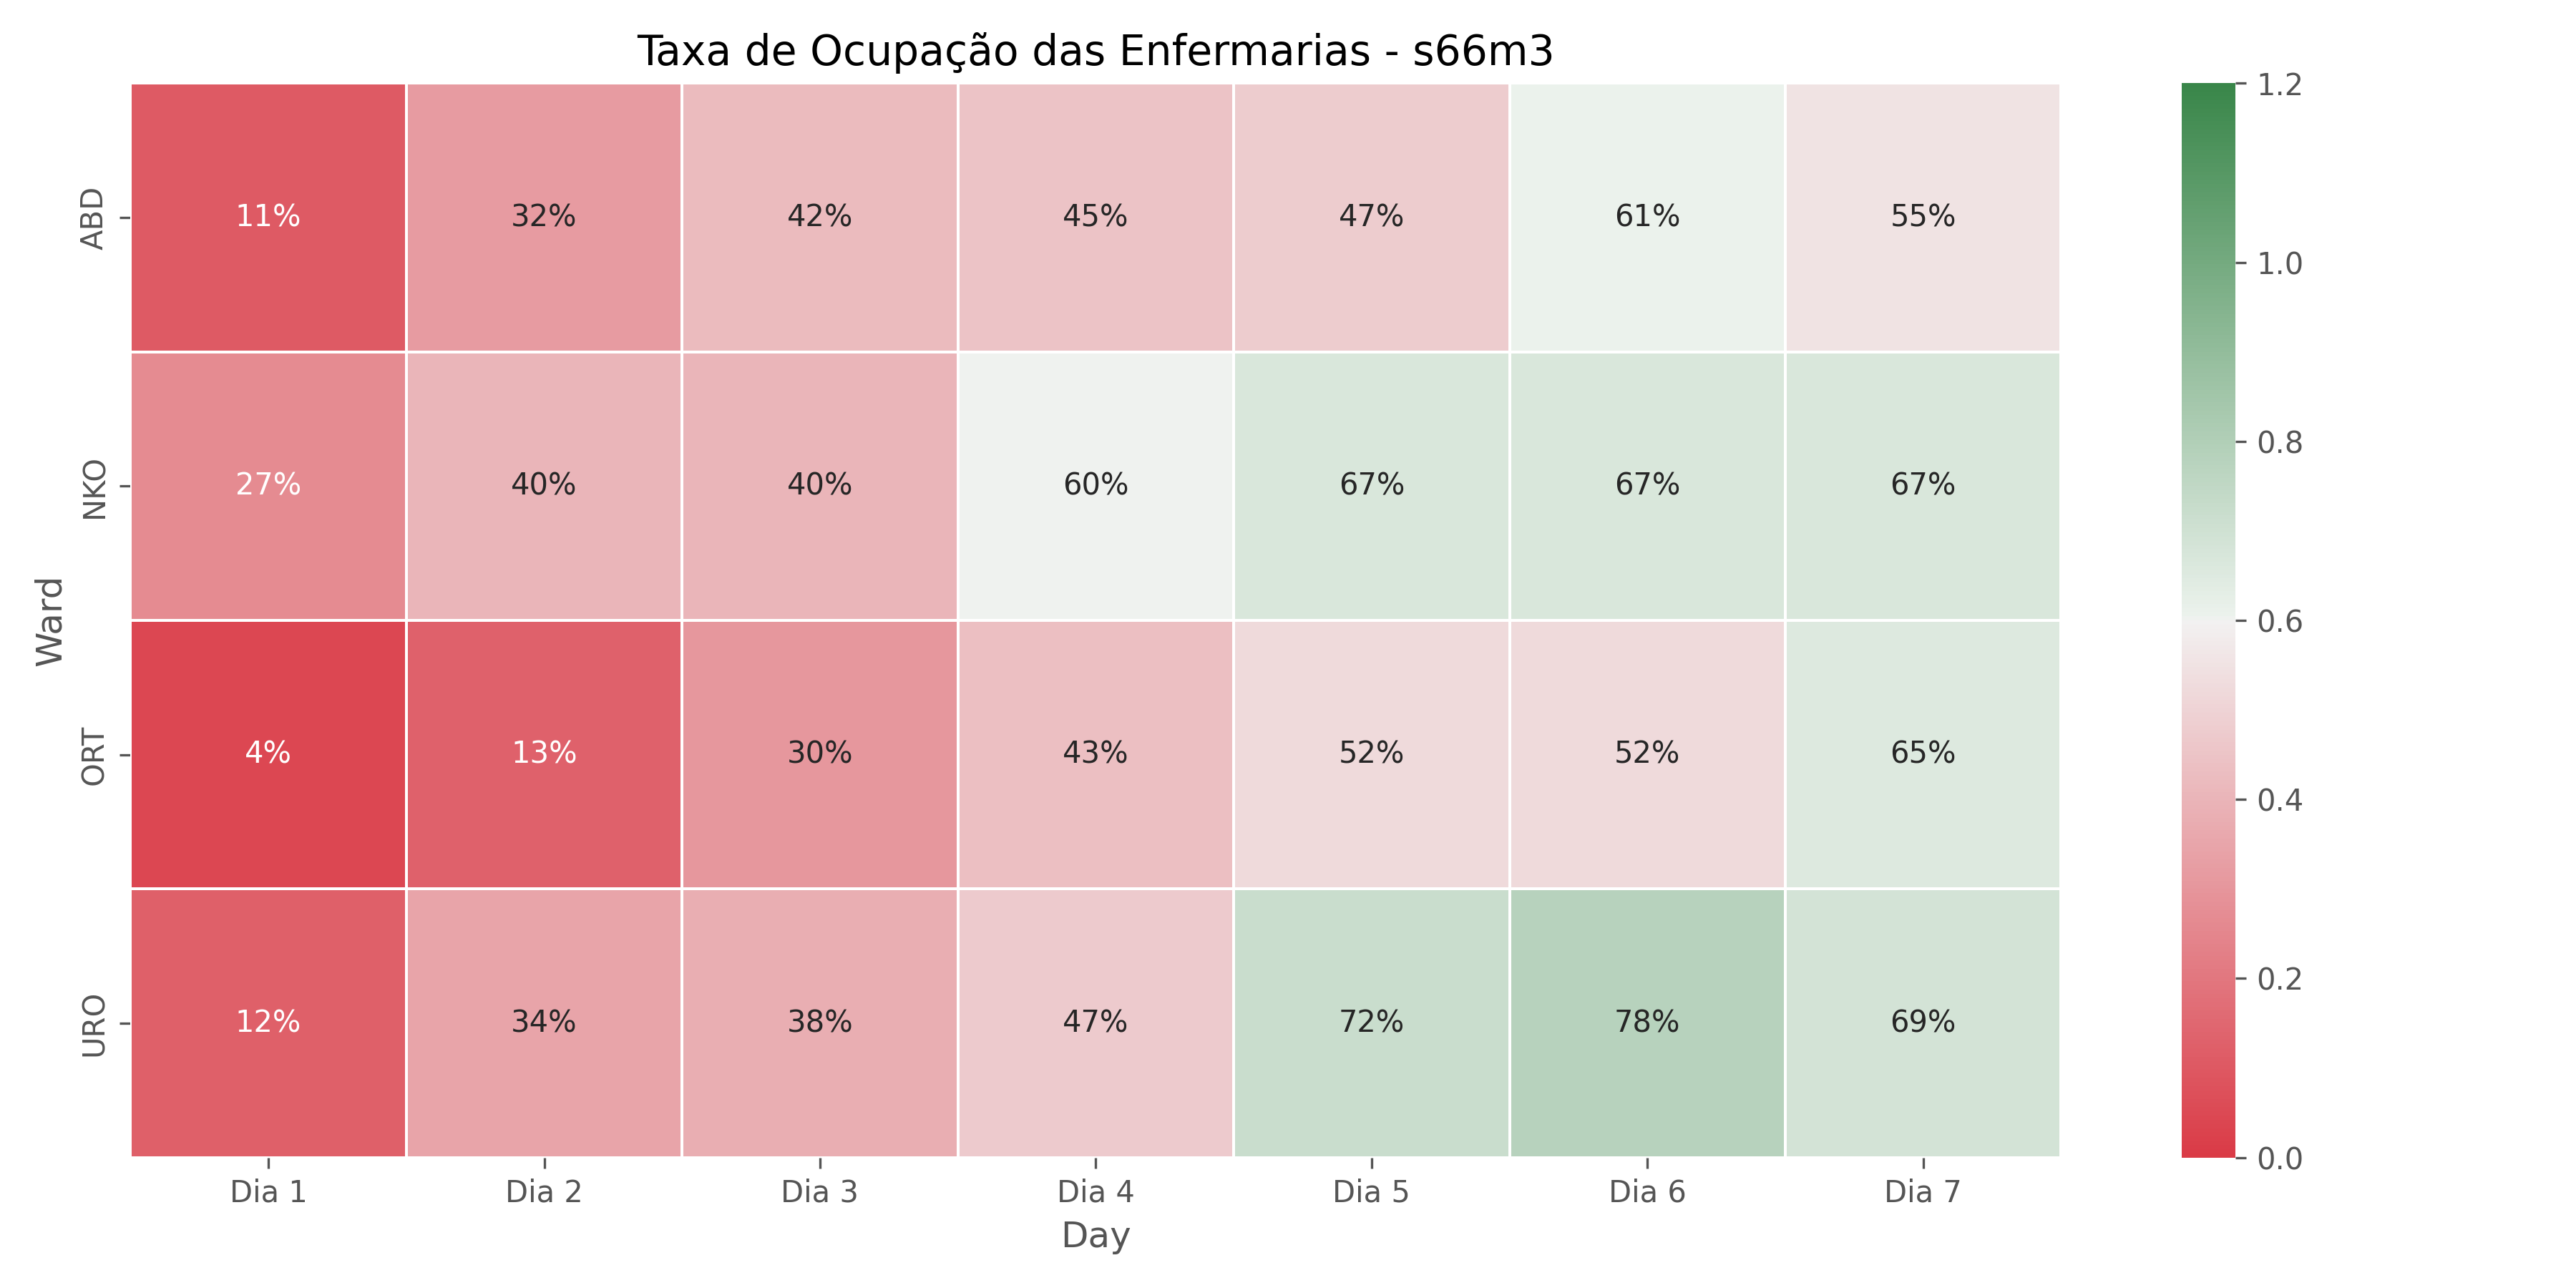 Taxa de Ocupação das Enfermarias - s66m3
Ward
ABD
11% 32% 42% 45% 47% 61% 55%
NKO
27% 40% 40% 60% 67% 67% 67%
ORT
4% 13% 30% 43% 52% 52% 65%
URO
12% 34% 38% 47% 72% 78% 69%
Dia 1 Dia 2 Dia 3 Dia 4 Dia 5 Dia 6 Dia 7
Day
1.2
1.0
0.8
0.6
0.4
0.2
0.0